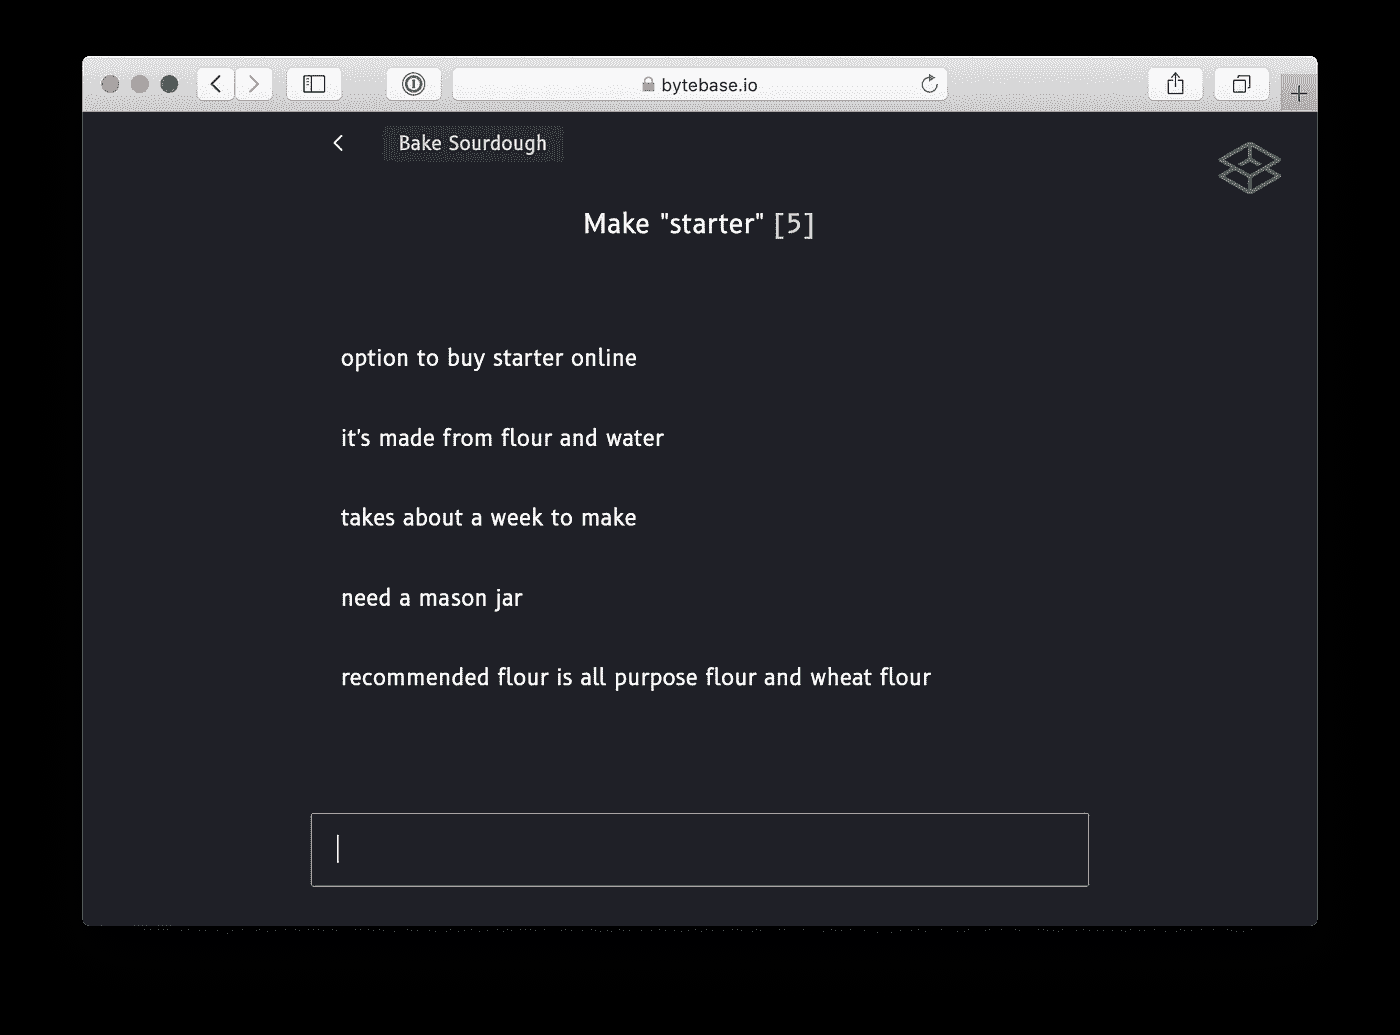 bytebase.io
Bake Sourdough
Make "starter" [5]
option to buy starter online
it's made from flour and water
takes about a week to make
need a mason jar
recommended flour is all purpose flour and wheat flour